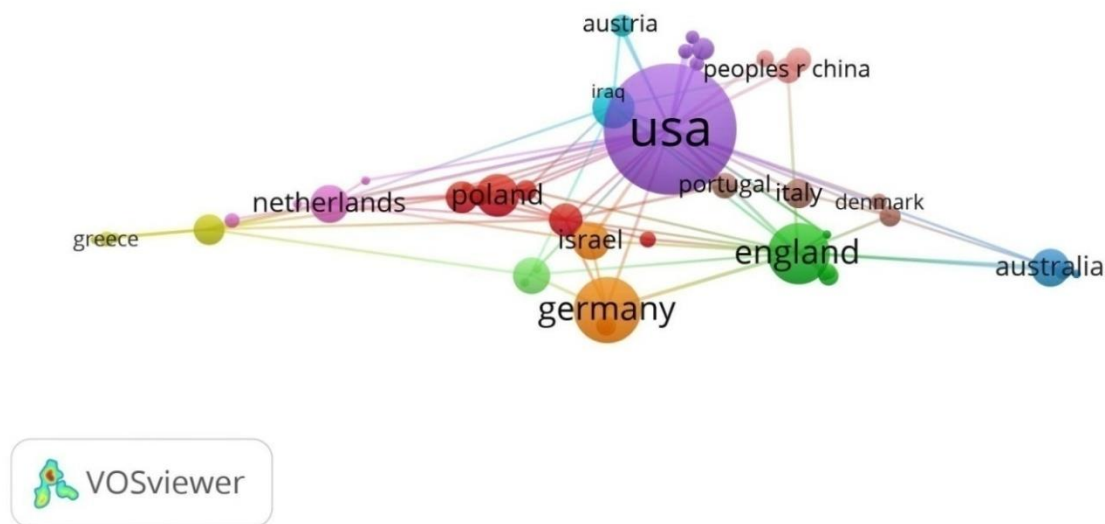 austria
peoples r china
iraq
usa
portugal
italy
denmark
netherlands
poland
greece
israel
england
australia
germany
VOSviewer